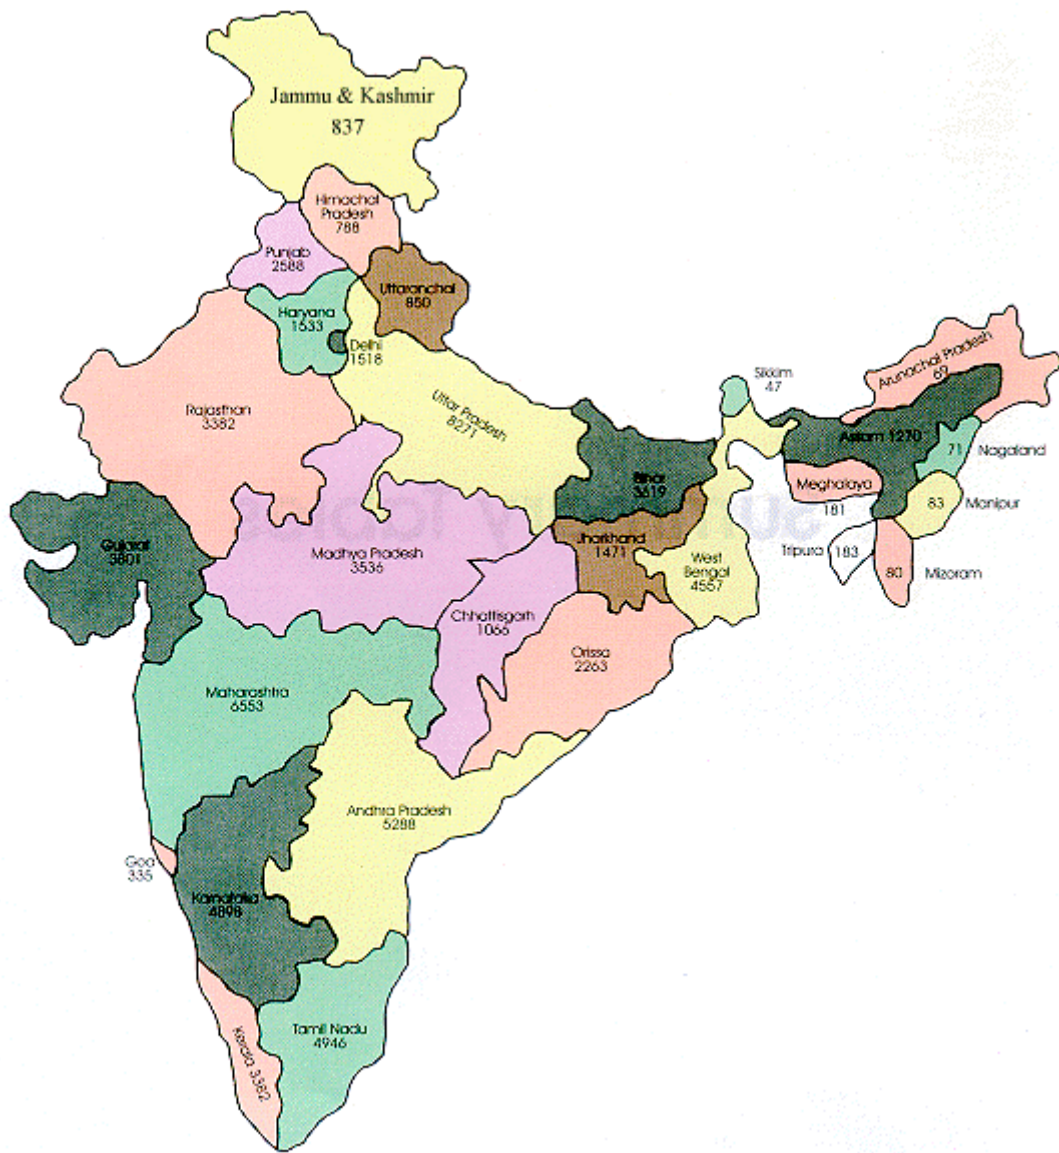 Jammu & Kashmir
837
Himachal
Pradesh
788
Punjab
2588
Uttaranchal
850
Haryana
1533
Delhi
1518
Arunachal Pradesh
69
Sikkim
47
Rajasthan
3382
Uttar Pradesh
8271
Assam 1270
71
Nagaland
Bihar
3619
Meghalaya
181
83
Manipur
Gujarat
3801
Madhya Pradesh
3536
Jharkhand
1471
West
Bengal
4557
Tripura
183
80
Mizoram
Chhattisgarh
1066
Orissa
2263
Maharashtra
6553
Andhra Pradesh
5288
Goa
335
Karnataka
4898
Tamil Nadu
4946
Kerala 3382